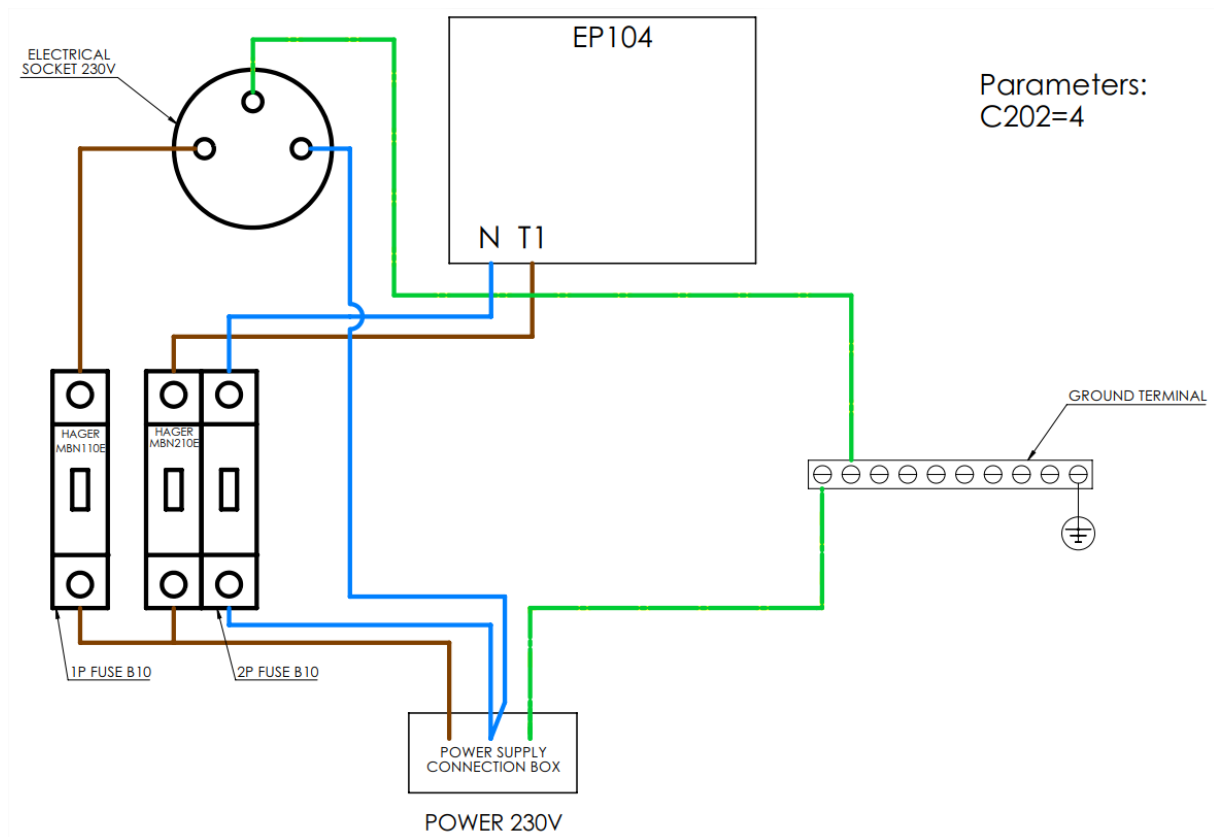 ELECTRICAL
SOCKET 230V
EP104
Parameters:
C202=4
N T1
HAGER
MBN110E
HAGER
MBN210E
GROUND TERMINAL
1P FUSE B10
2P FUSE B10
POWER SUPPLY
CONNECTION BOX
POWER 230V